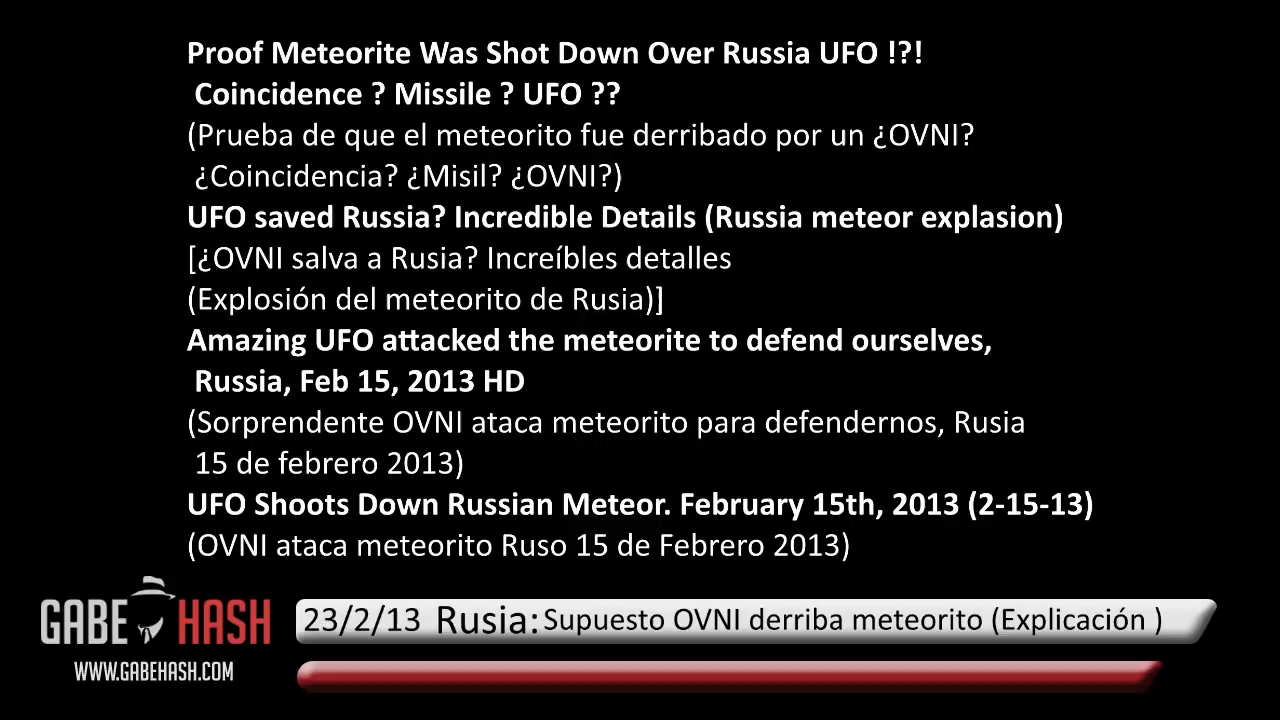 Proof Meteorite Was Shot Down Over Russia UFO !?!
Coincidence ? Missile ? UFO ??
(Prueba de que el meteorito fue derribado por un ¿OVNI?
¿Coincidencia? ¿Misil? ¿OVNI?)
UFO saved Russia? Incredible Details (Russia meteor explasion)
[¿OVNI salva a Rusia? Increíbles detalles
(Explosión del meteorito de Rusia)]
Amazing UFO attacked the meteorite to defend ourselves,
Russia, Feb 15, 2013 HD
(Sorprendente OVNI ataca meteorito para defendernos, Rusia
15 de febrero 2013)
UFO Shoots Down Russian Meteor. February 15th, 2013 (2-15-13)
(OVNI ataca meteorito Ruso 15 de Febrero 2013)
GABE HASH
WWW.GABEHASH.COM
23/2/13 Rusia: Supuesto OVNI derriba meteorito (Explicación )